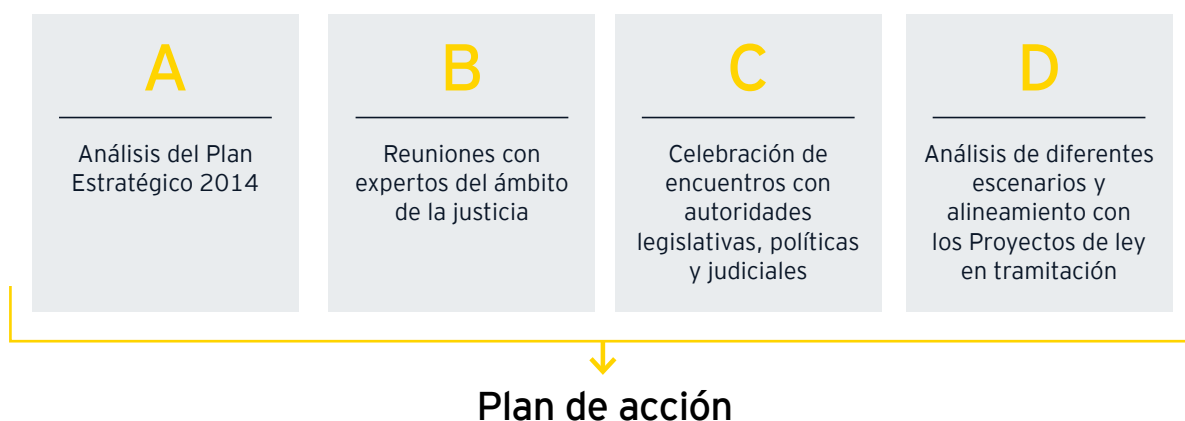 A
Análisis del Plan
Estratégico 2014
B
Reuniones con
expertos del ámbito
de la justicia
C
Celebración de
encuentros con
autoridades
legislativas, políticas
y judiciales
D
Análisis de diferentes
escenarios y
alineamiento con
los Proyectos de ley
en tramitación
Plan de acción